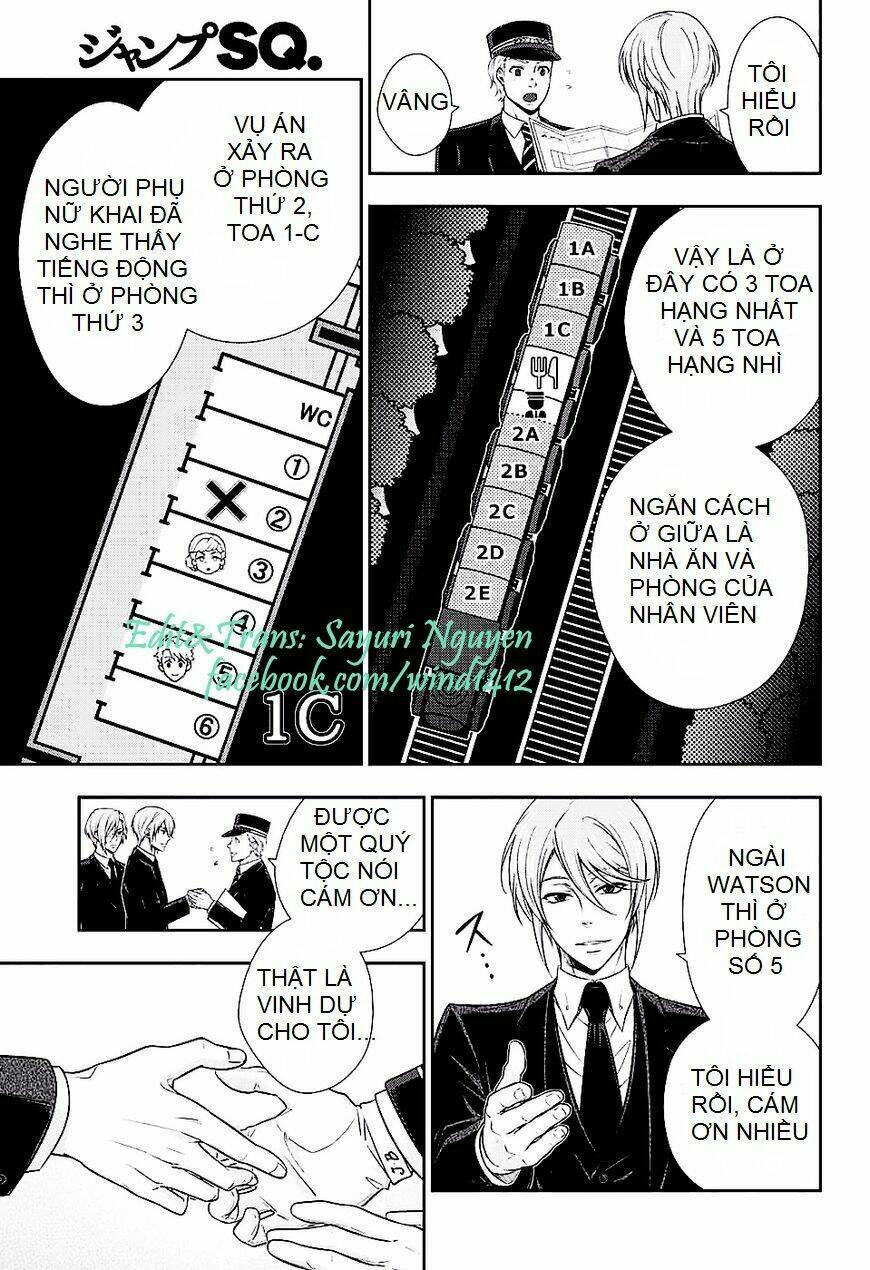 ジャンプSQ.
TÔI
HIỂU
RỒI
VÂNG
VẬY LÀ Ở
ĐÂY CÓ 3 TOA
HẠNG NHẤT
VÀ 5 TOA
HẠNG NHÌ
NGĂN CÁCH
Ở GIỮA LÀ
NHÀ ĂN VÀ
PHÒNG CỦA
NHÂN VIÊN
1A
1B
1C
2A
2B
2C
2D
2E
VỤ ÁN
XẢY RA
Ở PHÒNG
THỨ 2,
TOA 1-C
NGƯỜI PHỤ
NỮ KHAI ĐÃ
NGHE THẤY
TIẾNG ĐỘNG
THÌ Ở PHÒNG
THỨ 3
WC
①
②
③
④
⑤
⑥
1C
Edit&Trans: Sayuri Nguyen
facebook.com/wind1412
NGÀI
WATSON
THÌ Ở
PHÒNG
SỐ 5
TÔI HIỂU
RỒI, CÁM
ƠN NHIỀU
ス…
ĐƯỢC
MỘT QUÝ
TỘC NÓI
CÁM ƠN...
THẬT LÀ
VINH DỰ
CHO TÔI...
JB